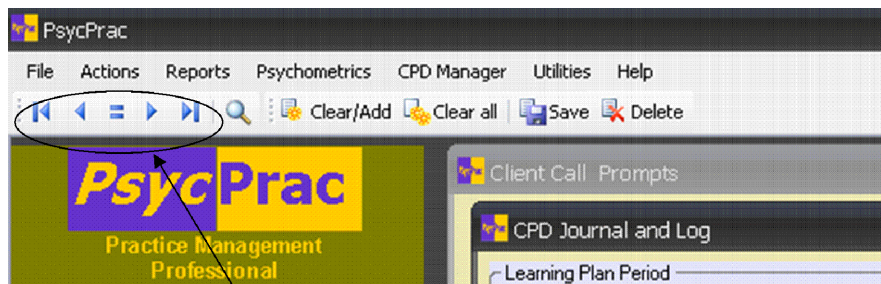 PsycPrac
File Actions Reports Psychometrics CPD Manager Utilities Help
Clear/Add Clear all Save Delete
PsycPrac
Practice Management
Professional
Client Call Prompts
CPD Journal and Log
Learning Plan Period